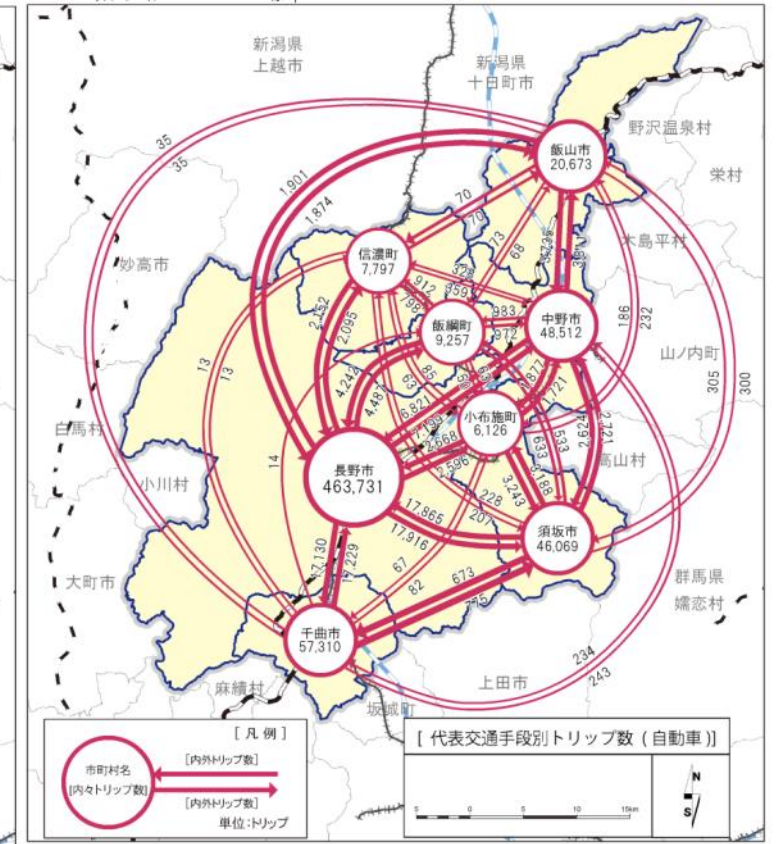 新潟県
上越市
新潟県
十日町市
野沢温泉村
飯山市
20,673
栄村
35
35
1,901
1,874
70
70
木島平村
73
68
信濃町
7,797
妙高市
912
359
983
972
飯綱町
9,257
中野市
48,512
186
232
2,095
山ノ内町
13
13
4,242
85
63
1,721
305
300
6,821
小布施町
6,126
白馬村
2,668
2,596
633
533
2,624
2,721
高山村
14
長野市
463,731
小川村
3,243
3,188
228
207
17,865
17,916
須坂市
46,069
大町市
17,130
67
82
673
775
群馬県
嬬恋村
千曲市
57,310
234
243
麻績村
坂城町
上田市
[ 凡 例 ]
市町村名
[内々トリップ数]
[内外トリップ数]
[内外トリップ数]
単位:トリップ
[ 代表交通手段別トリップ数 ( 自動車 )]
5 0 5 10 15km
N
S